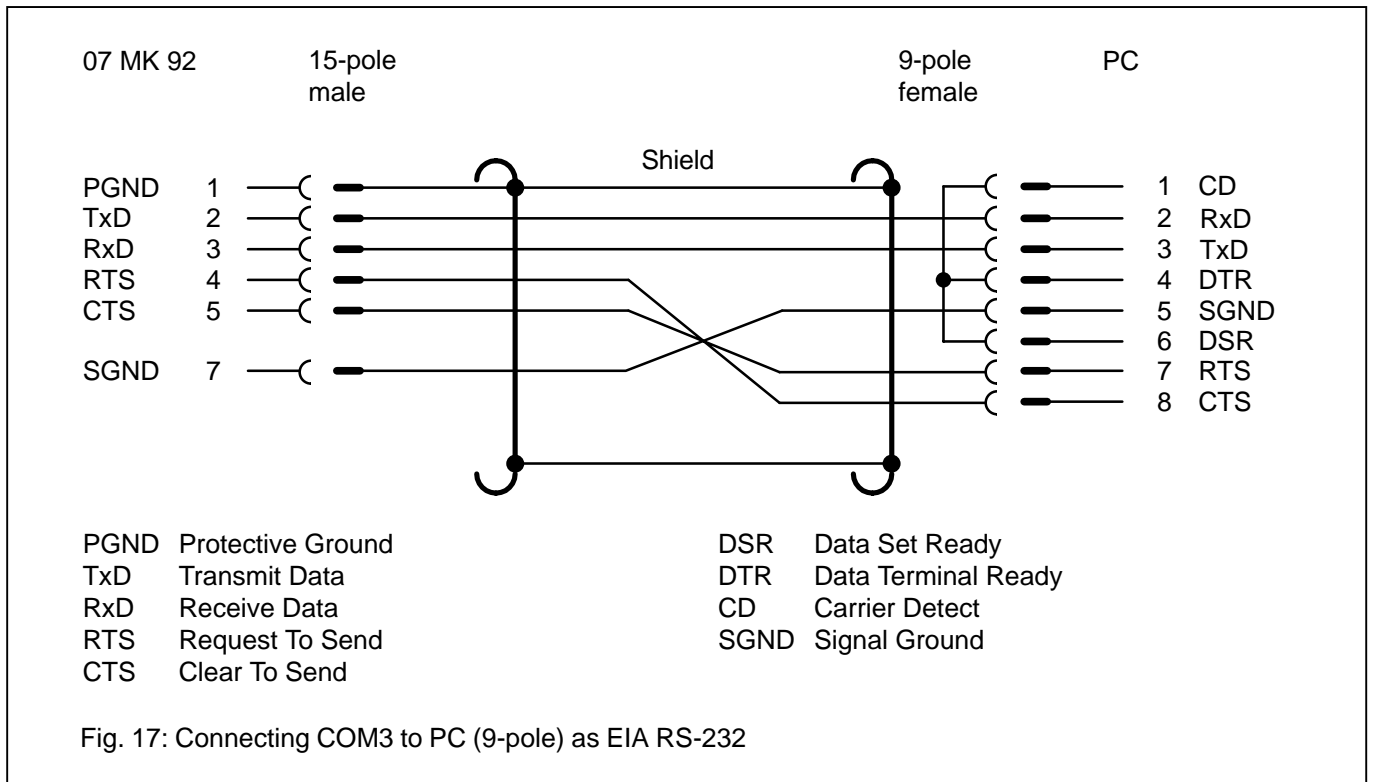 07 MK 92 15-pole 9-pole PC
male female
Shield
PGND 1 1 CD
TxD 2 2 RxD
RxD 3 3 TxD
RTS 4 4 DTR
CTS 5 5 SGND
6 DSR
SGND 7 7 RTS
8 CTS
PGND Protective Ground DSR Data Set Ready
TxD Transmit Data DTR Data Terminal Ready
RxD Receive Data CD Carrier Detect
RTS Request To Send SGND Signal Ground
CTS Clear To Send
Fig. 17: Connecting COM3 to PC (9-pole) as EIA RS-232